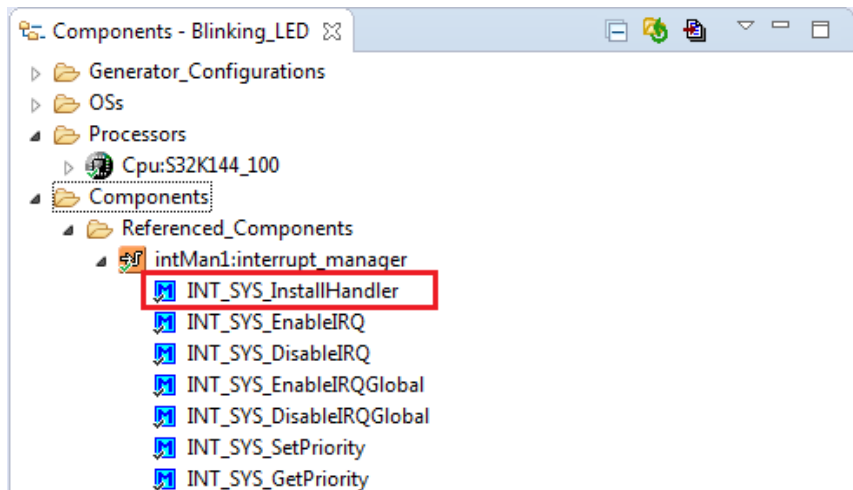 Components - Blinking_LED
Generator_Configurations
OSs
Processors
Cpu:S32K144_100
Components
Referenced_Components
intMan1:interrupt_manager
INT_SYS_InstallHandler
INT_SYS_EnableIRQ
INT_SYS_DisableIRQ
INT_SYS_EnableIRQGlobal
INT_SYS_DisableIRQGlobal
INT_SYS_SetPriority
INT_SYS_GetPriority